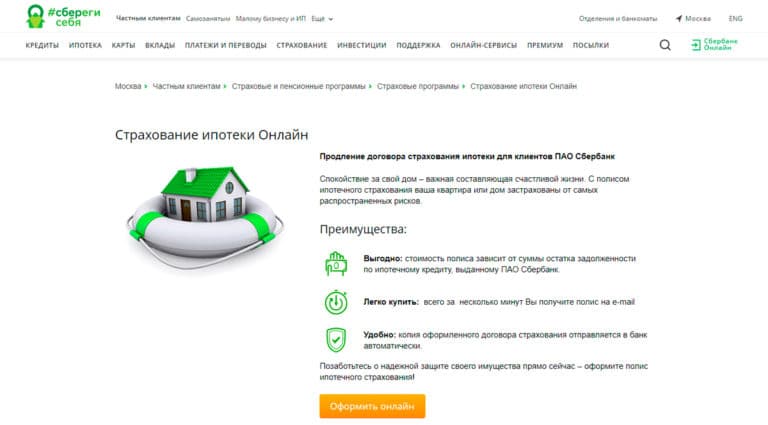 #сбереги
себя
Частным клиентам Самозанятым Малому бизнесу и ИП Ещё
Отделения и банкоматы Москва ENG
КРЕДИТЫ ИПОТЕКА КАРТЫ ВКЛАДЫ ПЛАТЕЖИ И ПЕРЕВОДЫ СТРАХОВАНИЕ ИНВЕСТИЦИИ ПОДДЕРЖКА ОНЛАЙН-СЕРВИСЫ ПРЕМИУМ ПОСЫЛКИ
Сбербанк
Онлайн
Москва Частным клиентам Страховые и пенсионные программы Страховые программы Страхование ипотеки Онлайн
Страхование ипотеки Онлайн
Продление договора страхования ипотеки для клиентов ПАО Сбербанк
Спокойствие за свой дом – важная составляющая счастливой жизни. С полисом
ипотечного страхования ваша квартира или дом застрахованы от самых
распространенных рисков.
Преимущества:
Выгодно: стоимость полиса зависит от суммы остатка задолженности
по ипотечному кредиту, выданному ПАО Сбербанк.
Легко купить: всего за несколько минут Вы получите полис на e-mail
Удобно: копия оформленного договора страхования отправляется в банк
автоматически.
Позаботьтесь о надежной защите своего имущества прямо сейчас – оформите полис
ипотечного страхования!
Оформить онлайн